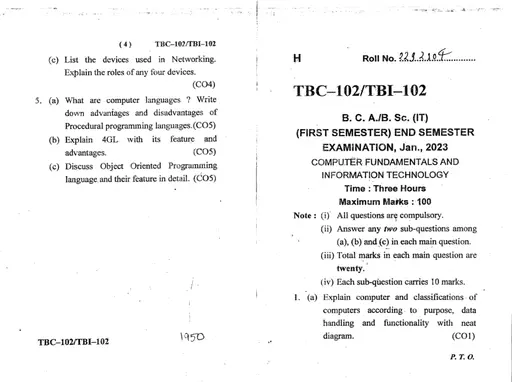 ( 4 ) TBC–102/TBI–102
(c) List the devices used in Networking.
Explain the roles of any four devices.
(CO4)
5. (a) What are computer languages ? Write
down advantages and disadvantages of
Procedural programming languages.(CO5)
(b) Explain 4GL with its feature and
advantages. (CO5)
(c) Discuss Object Oriented Programming
language and their feature in detail. (CO5)
TBC–102/TBI–102 1950
H Roll No.
TBC–102/TBI–102
B. C. A./B. Sc. (IT)
(FIRST SEMESTER) END SEMESTER
EXAMINATION, Jan., 2023
COMPUTER FUNDAMENTALS AND
INFORMATION TECHNOLOGY
Time : Three Hours
Maximum Marks : 100
Note : (i) All questions are compulsory.
(ii) Answer any two sub-questions among
(a), (b) and (c) in each main question.
(iii) Total marks in each main question are
twenty.
(iv) Each sub-question carries 10 marks.
1. (a) Explain computer and classifications of
computers according to purpose, data
handling and functionality with neat
diagram. (CO1)
P. T. O.